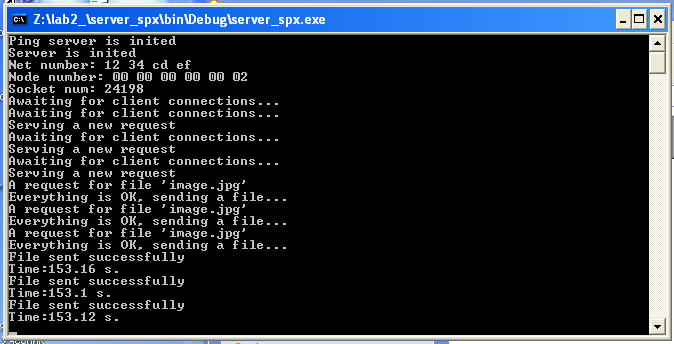 Z:\lab2_\server_spx\bin\Debug\server_spx.exe
Ping server is inited
Server is inited
Net number: 12 34 cd ef
Node number: 00 00 00 00 00 02
Socket num: 24198
Awaiting for client connections...
Awaiting for client connections...
Serving a new request
Awaiting for client connections...
Serving a new request
Awaiting for client connections...
Serving a new request
A request for file 'image.jpg'
Everything is OK, sending a file...
A request for file 'image.jpg'
Everything is OK, sending a file...
A request for file 'image.jpg'
Everything is OK, sending a file...
File sent successfully
Time:153.16 s.
File sent successfully
Time:153.1 s.
File sent successfully
Time:153.12 s.